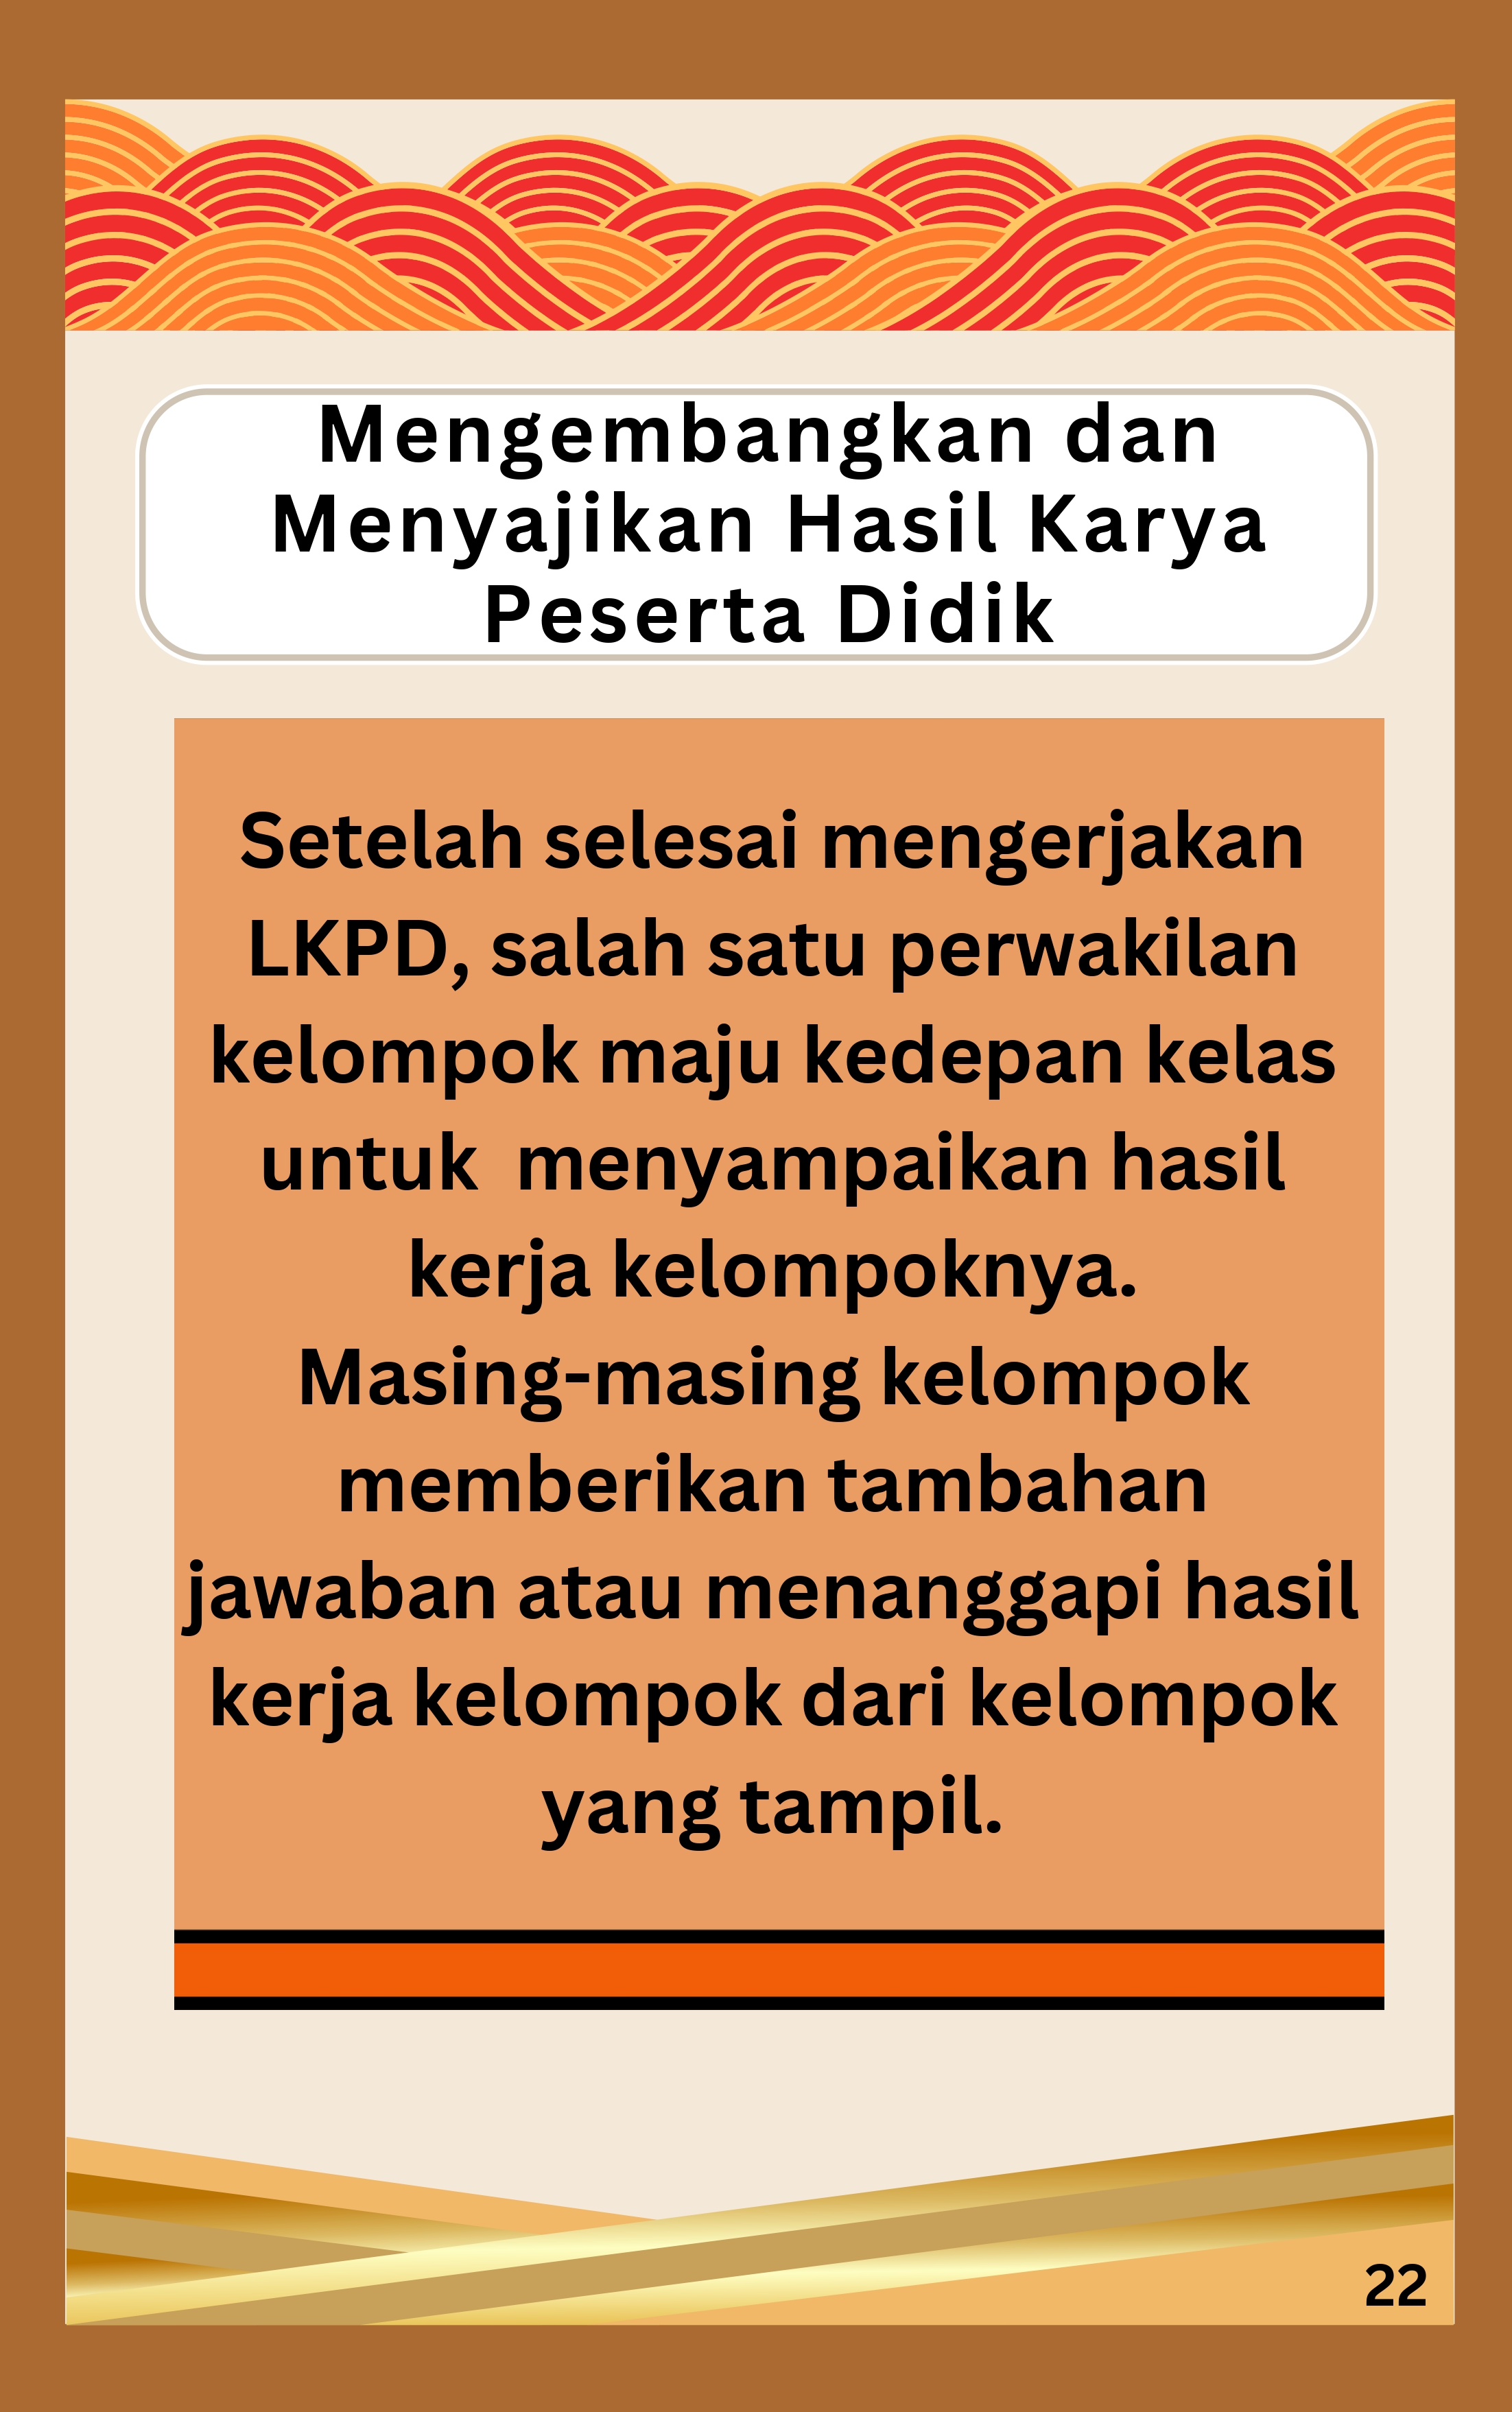 Mengembangkan dan
Menyajikan Hasil Karya
Peserta Didik
Setelah selesai mengerjakan
LKPD, salah satu perwakilan
kelompok maju kedepan kelas
untuk  menyampaikan hasil
kerja kelompoknya.
Masing-masing kelompok
memberikan tambahan
jawaban atau menanggapi hasil
kerja kelompok dari kelompok
yang tampil.
22